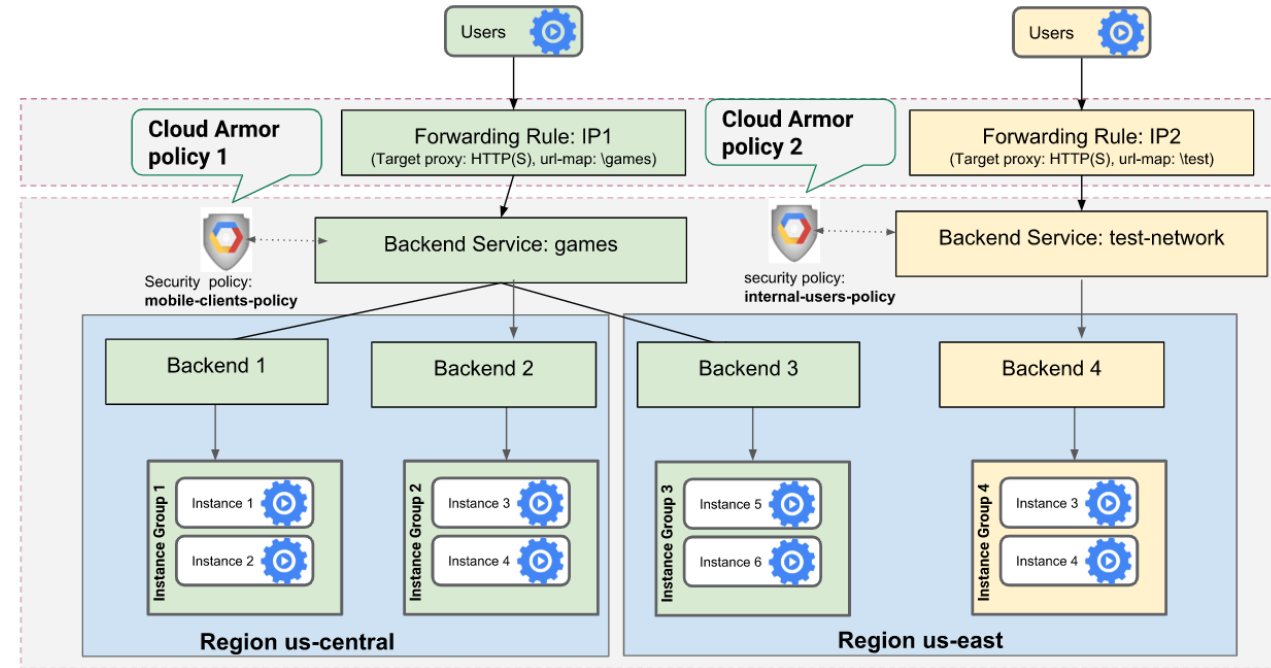 Users
Users
Cloud Armor
policy 1
Forwarding Rule: IP1
(Target proxy: HTTP(S), url-map: \games)
Cloud Armor
policy 2
Forwarding Rule: IP2
(Target proxy: HTTP(S), url-map: \test)
Security policy:
mobile-clients-policy
Backend Service: games
security policy:
internal-users-policy
Backend Service: test-network
Backend 1
Backend 2
Backend 3
Backend 4
Instance Group 1
Instance 1
Instance 2
Instance Group 2
Instance 3
Instance 4
Instance Group 3
Instance 5
Instance 6
Instance Group 4
Instance 3
Instance 4
Region us-central
Region us-east